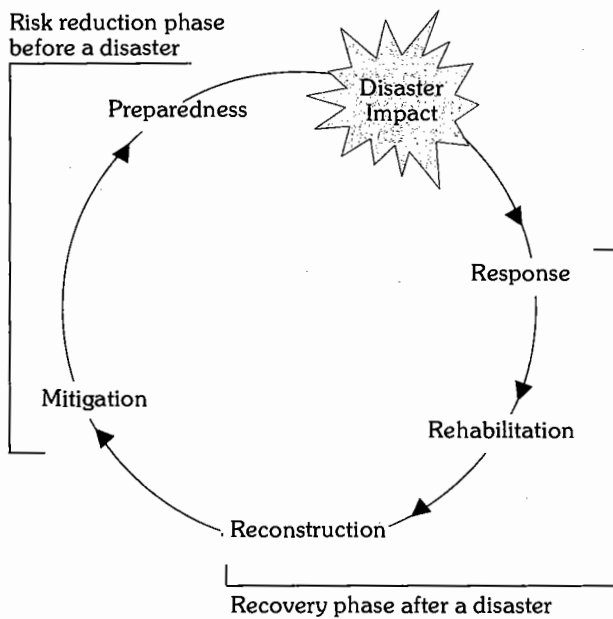 Risk reduction phase
before a disaster
Preparedness
Disaster
Impact
Response
Mitigation
Rehabilitation
Reconstruction
Recovery phase after a disaster